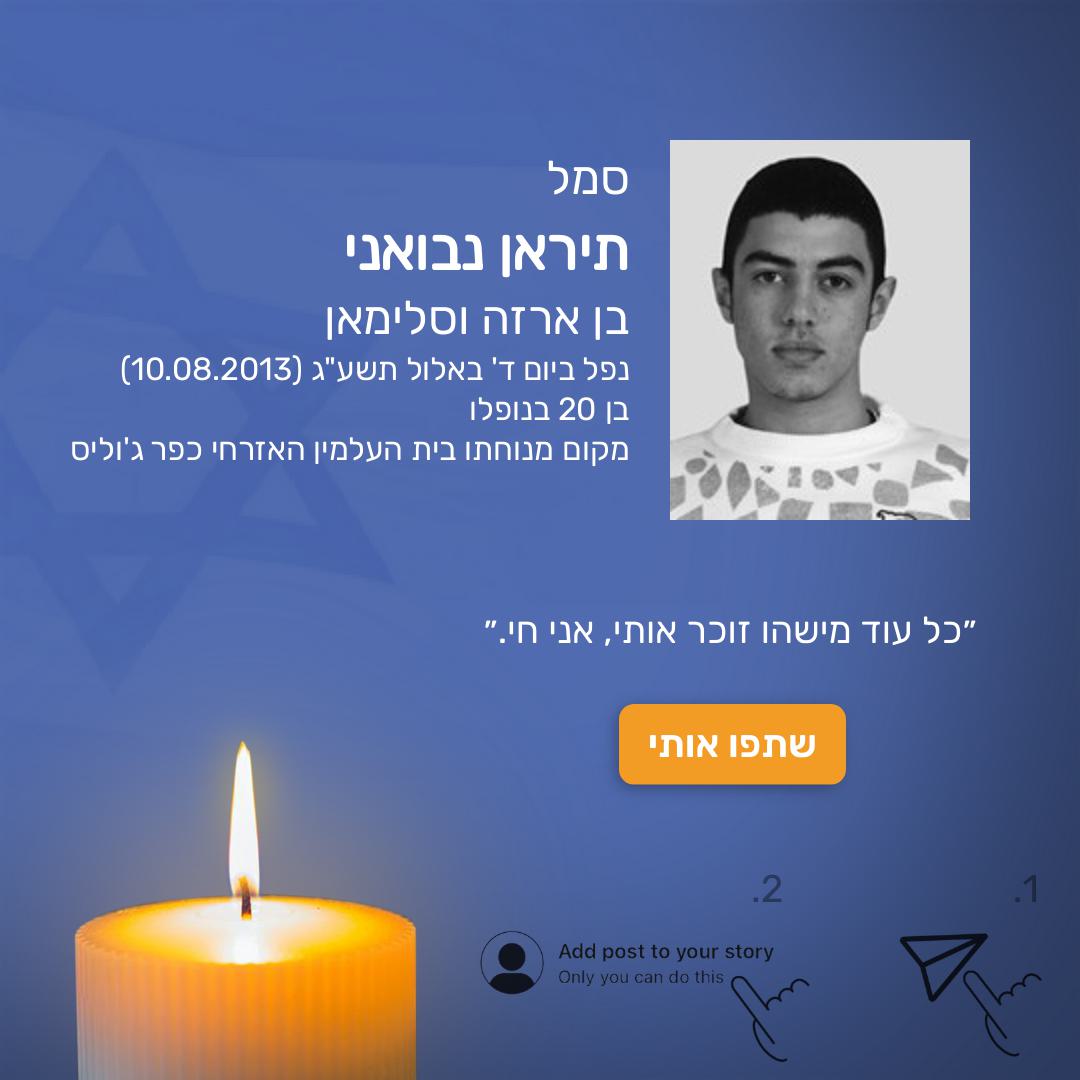 סמל
תיראן נבואני
בן ארזה וסלימאן
נפל ביום ד' באלול תשע"ג (10.08.2013)
בן 20 בנופלו
מקום מנוחתו בית העלמין האזרחי כפר ג'וליס
״כל עוד מישהו זוכר אותי, אני חי.״
שתפו אותי
1.
2.
Add post to your story
Only you can do this